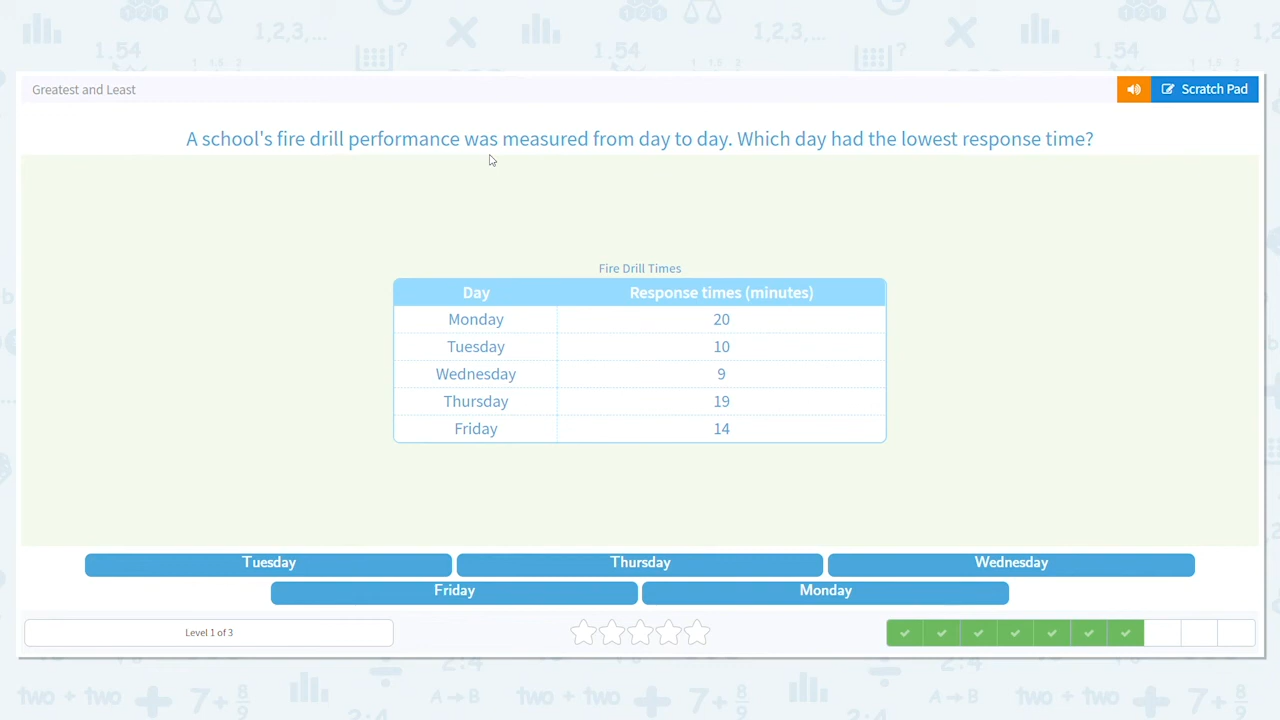 Greatest and Least
Scratch Pad
A school's fire drill performance was measured from day to day. Which day had the lowest response time?
Fire Drill Times
Day Response times (minutes)
Monday 20
Tuesday 10
Wednesday 9
Thursday 19
Friday 14
Tuesday Thursday Wednesday
Friday Monday
Level 1 of 3